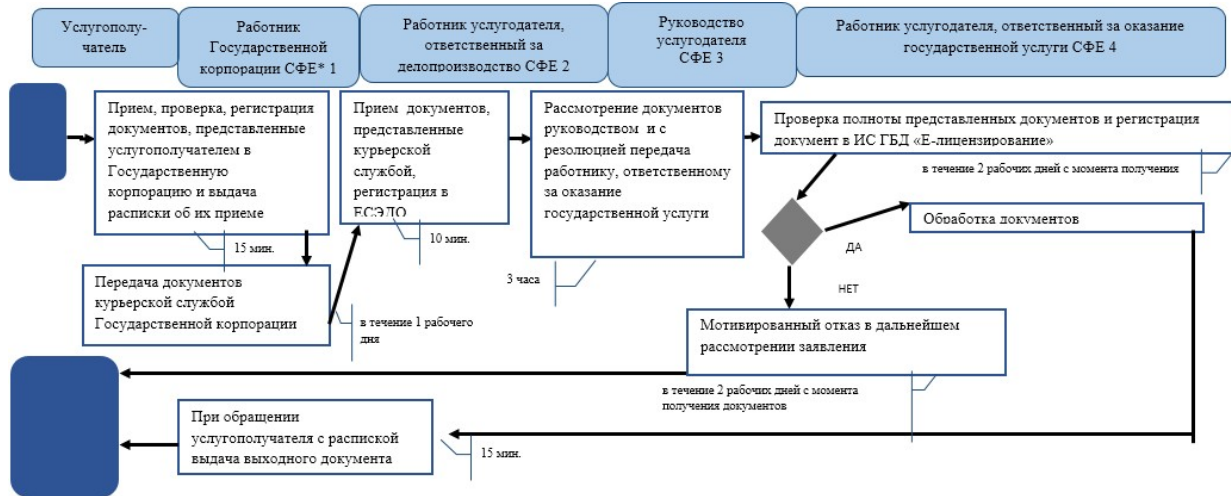 Услугополу-
чатель
Работник
Государственной
корпорации СФЕ* 1
Работник услугодателя,
ответственный за
делопроизводство СФЕ 2
Руководство
услугодателя
СФЕ 3
Работник услугодателя, ответственный за оказание
государственной услуги СФЕ 4
Прием, проверка, регистрация
документов, представленные
услугополучателем в
Государственную
корпорацию и выдача
расписки об их приеме
15 мин.
Передача документов
курьерской службой
Государственной корпорации
в течение 1 рабочего
дня
Прием документов,
представленные
курьерской
службой,
регистрация в
ЕСЭДО
10 мин.
Рассмотрение документов
руководством и с
резолюцией передача
работнику, ответственному
за оказание
государственной услуги
3 часа
Проверка полноты представленных документов и регистрация
документ в ИС ГБД «Е-лицензирование»
в течение 2 рабочих дней с момента получения
Обработка документов
ДА
НЕТ
Мотивированный отказ в дальнейшем
рассмотрении заявления
в течение 2 рабочих дней с момента
получения документов
При обращении
услугополучателя с распиской
выдача выходного документа
15 мин.